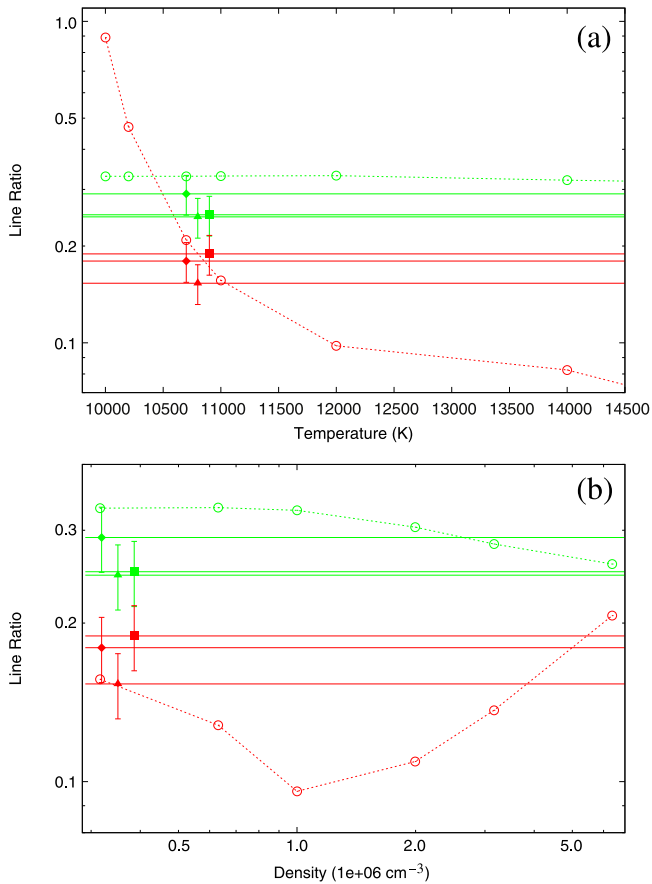 (a)
1.0
0.5
0.2
0.1
Line Ratio
10000 10500 11000 11500 12000 12500 13000 13500 14000 14500
Temperature (K)
(b)
0.3
0.2
0.1
Line Ratio
0.5 1.0 2.0 5.0
Density (1e+06 cm⁻³)